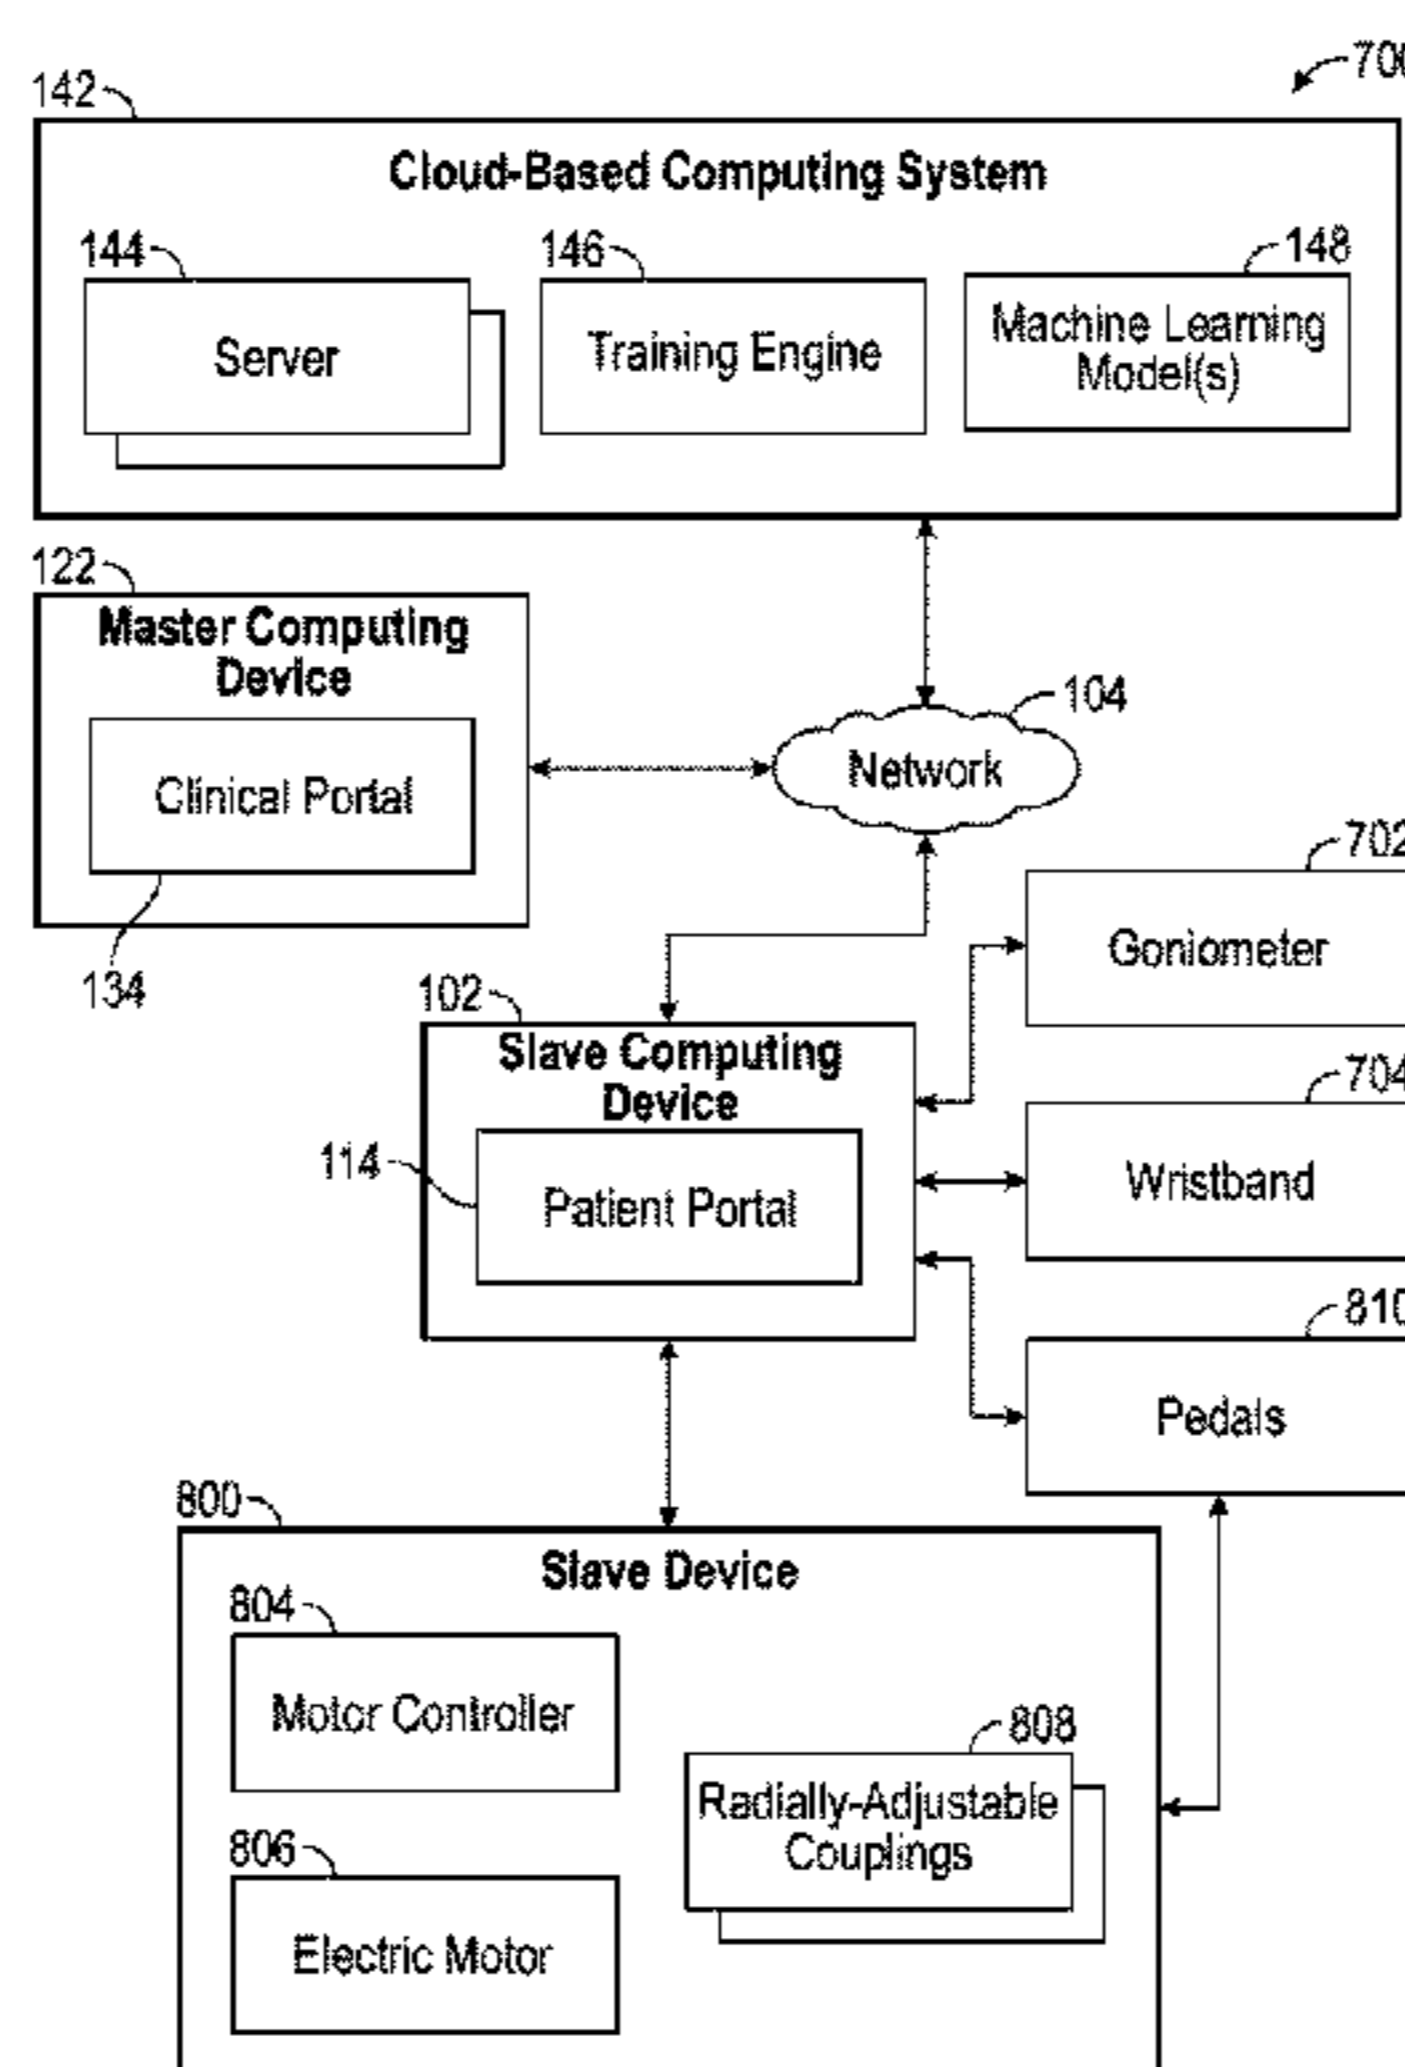 700
142
Cloud-Based Computing System
144
146
148
Server
Training Engine
Machine Learning
Model(s)
122
Master Computing
Device
104
Network
Clinical Portal
134
702
Goniometer
102
Slave Computing
Device
704
114
Patient Portal
Wristband
810
Pedals
800
Slave Device
804
Motor Controller
808
Radially-Adjustable
Couplings
806
Electric Motor